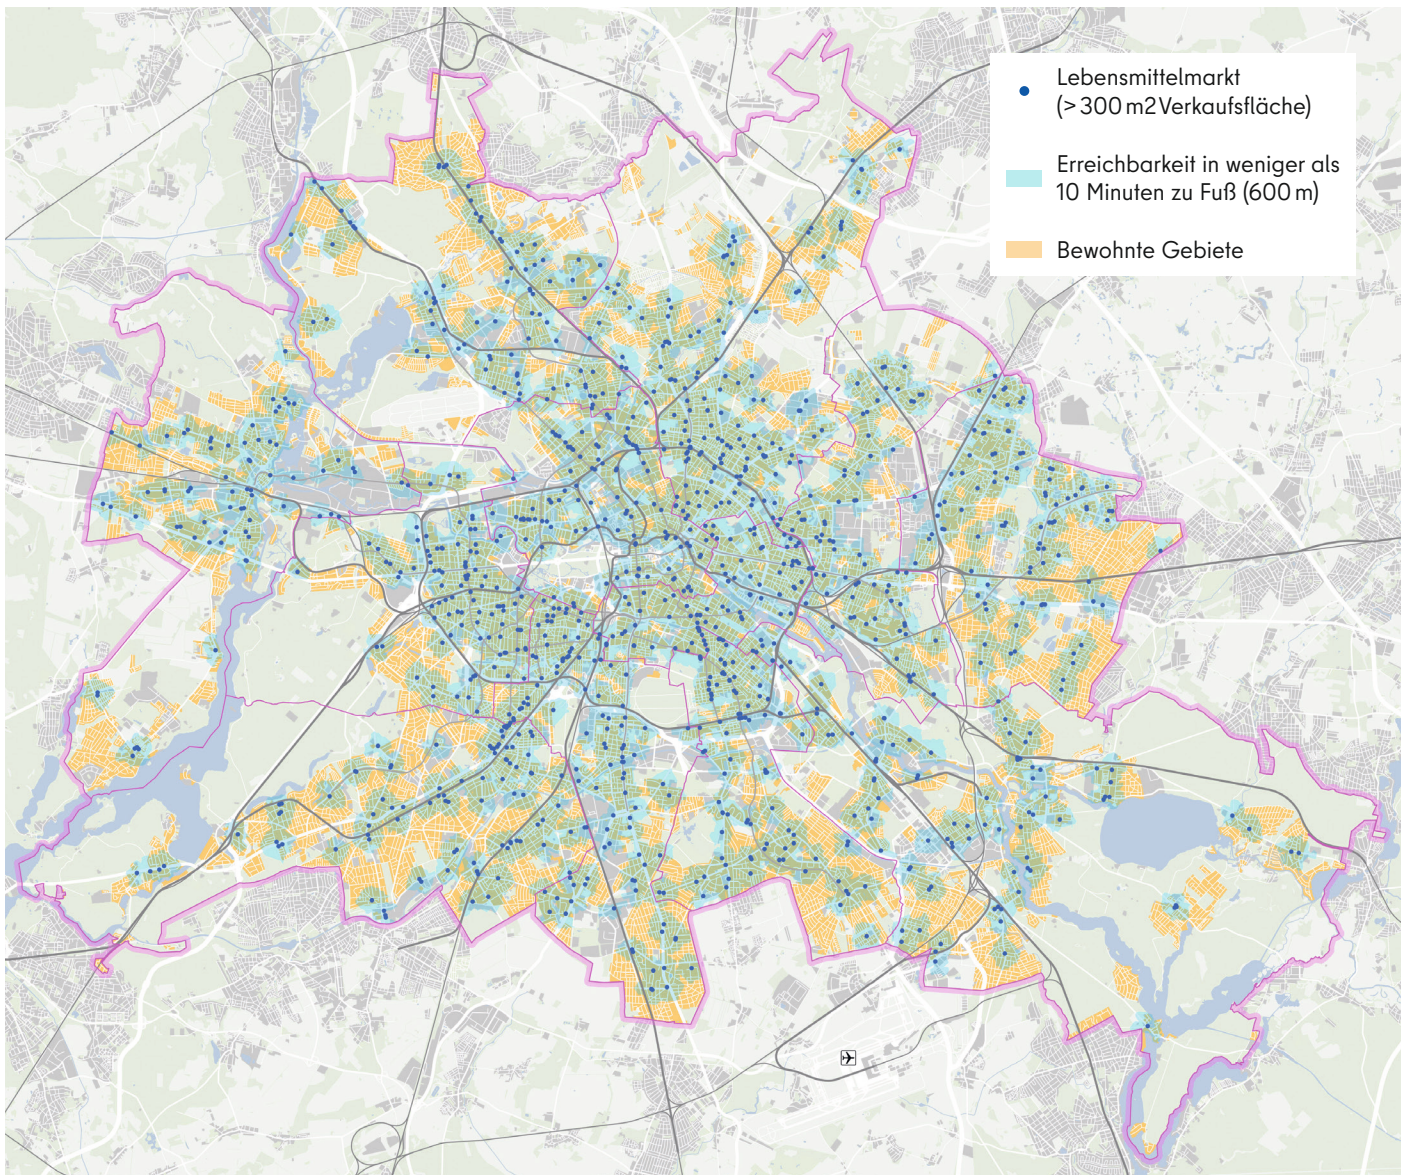 Lebensmittelmarkt
(> 300 m2 Verkaufsfläche)
Erreichbarkeit in weniger als
10 Minuten zu Fuß (600 m)
Bewohnte Gebiete